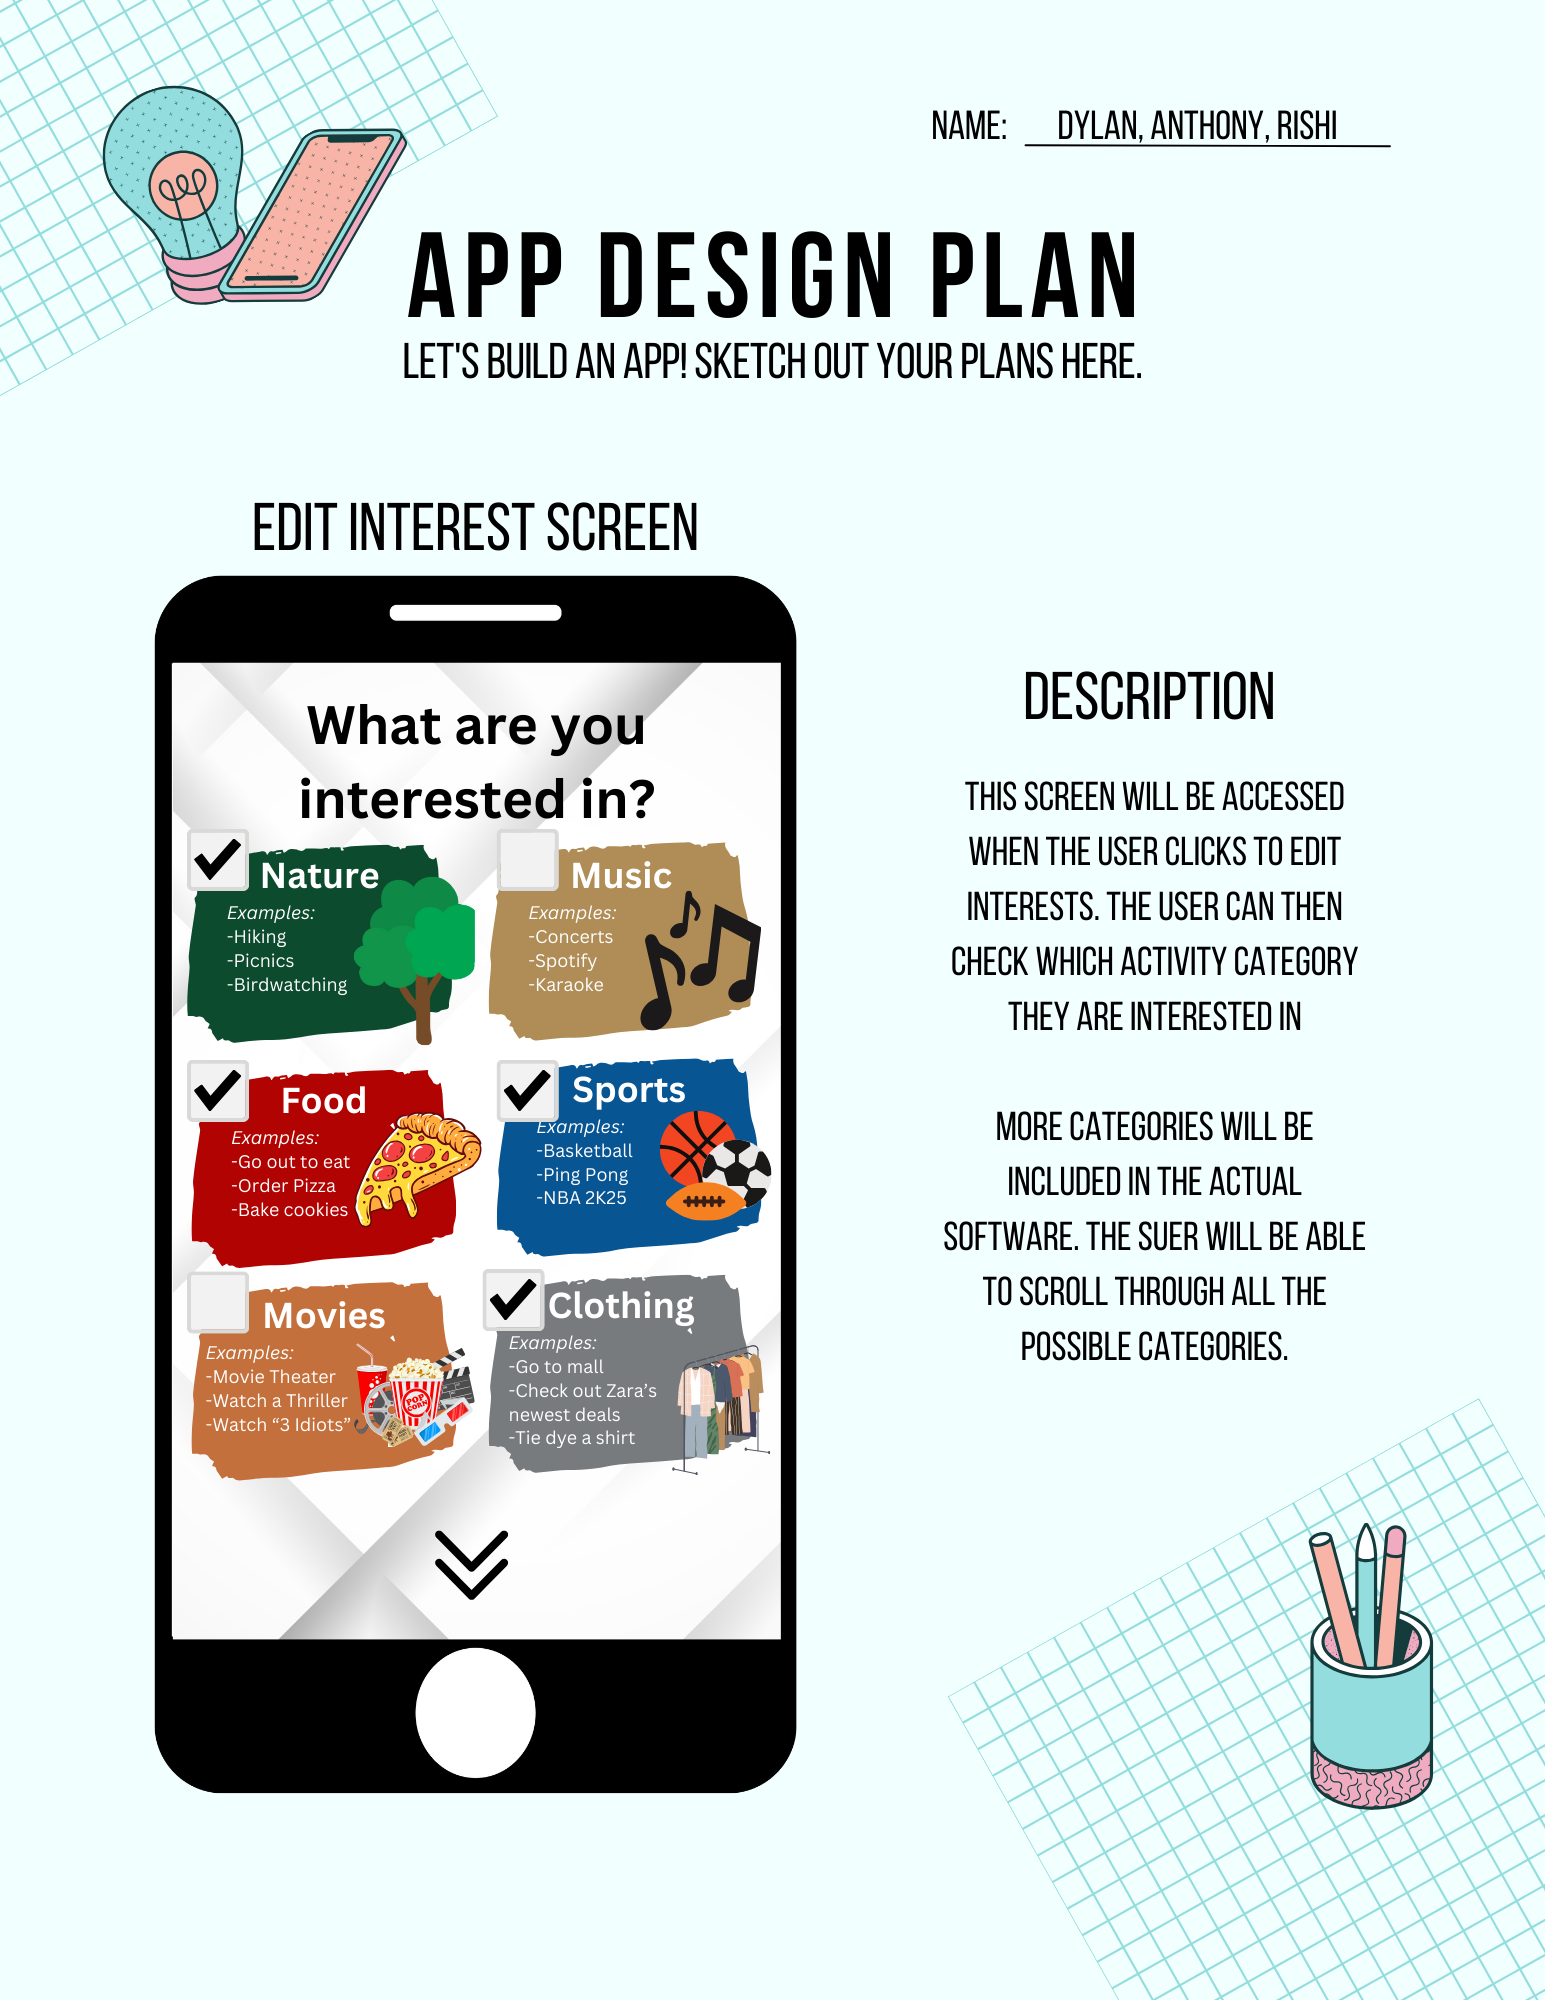 NAME: DYLAN, ANTHONY, RISHI
APP DESIGN PLAN
LET'S BUILD AN APP! SKETCH OUT YOUR PLANS HERE.
EDIT INTEREST SCREEN
What are you
interested in?
Nature
Examples:
-Hiking
-Picnics
-Birdwatching
Music
Examples:
-Concerts
-Spotify
-Karaoke
Food
Examples:
-Go out to eat
-Order Pizza
-Bake cookies
Sports
Examples:
-Basketball
-Ping Pong
-NBA 2K25
Movies
Examples:
-Movie Theater
-Watch a Thriller
-Watch “3 Idiots”
POP
CORN
Clothing
Examples:
-Go to mall
-Check out Zara’s
newest deals
-Tie dye a shirt
DESCRIPTION
THIS SCREEN WILL BE ACCESSED
WHEN THE USER CLICKS TO EDIT
INTERESTS. THE USER CAN THEN
CHECK WHICH ACTIVITY CATEGORY
THEY ARE INTERESTED IN
MORE CATEGORIES WILL BE
INCLUDED IN THE ACTUAL
SOFTWARE. THE SUER WILL BE ABLE
TO SCROLL THROUGH ALL THE
POSSIBLE CATEGORIES.